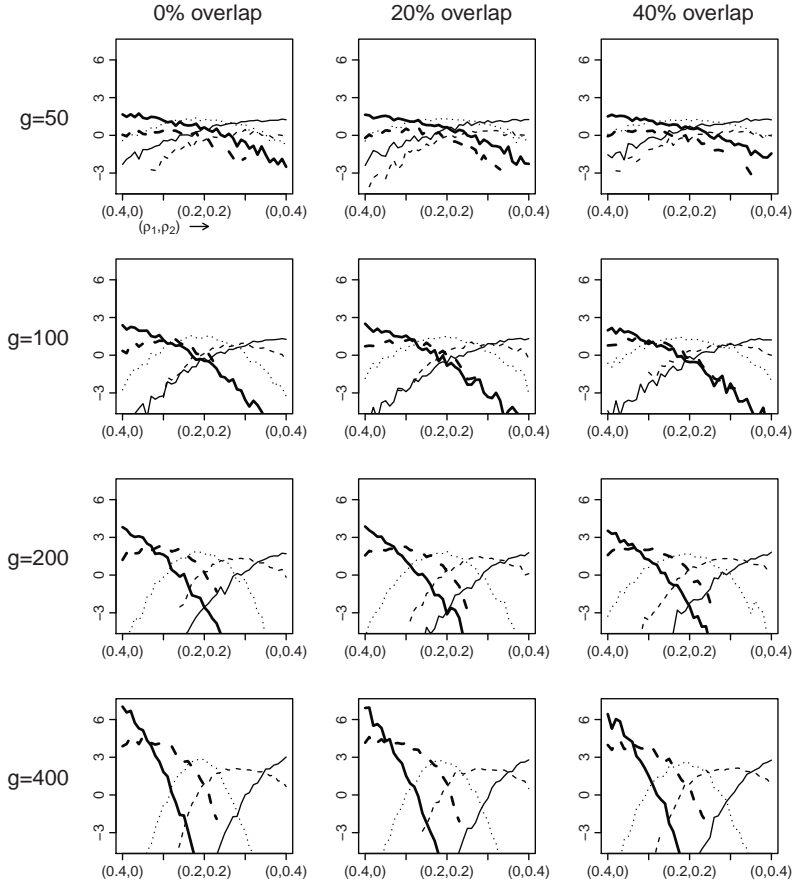 0% overlap 20% overlap 40% overlap
g=50
6 3 0 −3
6 3 0 −3
6 3 0 −3
(0.4,0) (0.2,0.2) (0,0.4) (0.4,0) (0.2,0.2) (0,0.4) (0.4,0) (0.2,0.2) (0,0.4)
(ρ₁,ρ₂) →
g=100
6 3 0 −3
6 3 0 −3
6 3 0 −3
(0.4,0) (0.2,0.2) (0,0.4) (0.4,0) (0.2,0.2) (0,0.4) (0.4,0) (0.2,0.2) (0,0.4)
g=200
6 3 0 −3
6 3 0 −3
6 3 0 −3
(0.4,0) (0.2,0.2) (0,0.4) (0.4,0) (0.2,0.2) (0,0.4) (0.4,0) (0.2,0.2) (0,0.4)
g=400
6 3 0 −3
6 3 0 −3
6 3 0 −3
(0.4,0) (0.2,0.2) (0,0.4) (0.4,0) (0.2,0.2) (0,0.4) (0.4,0) (0.2,0.2) (0,0.4)